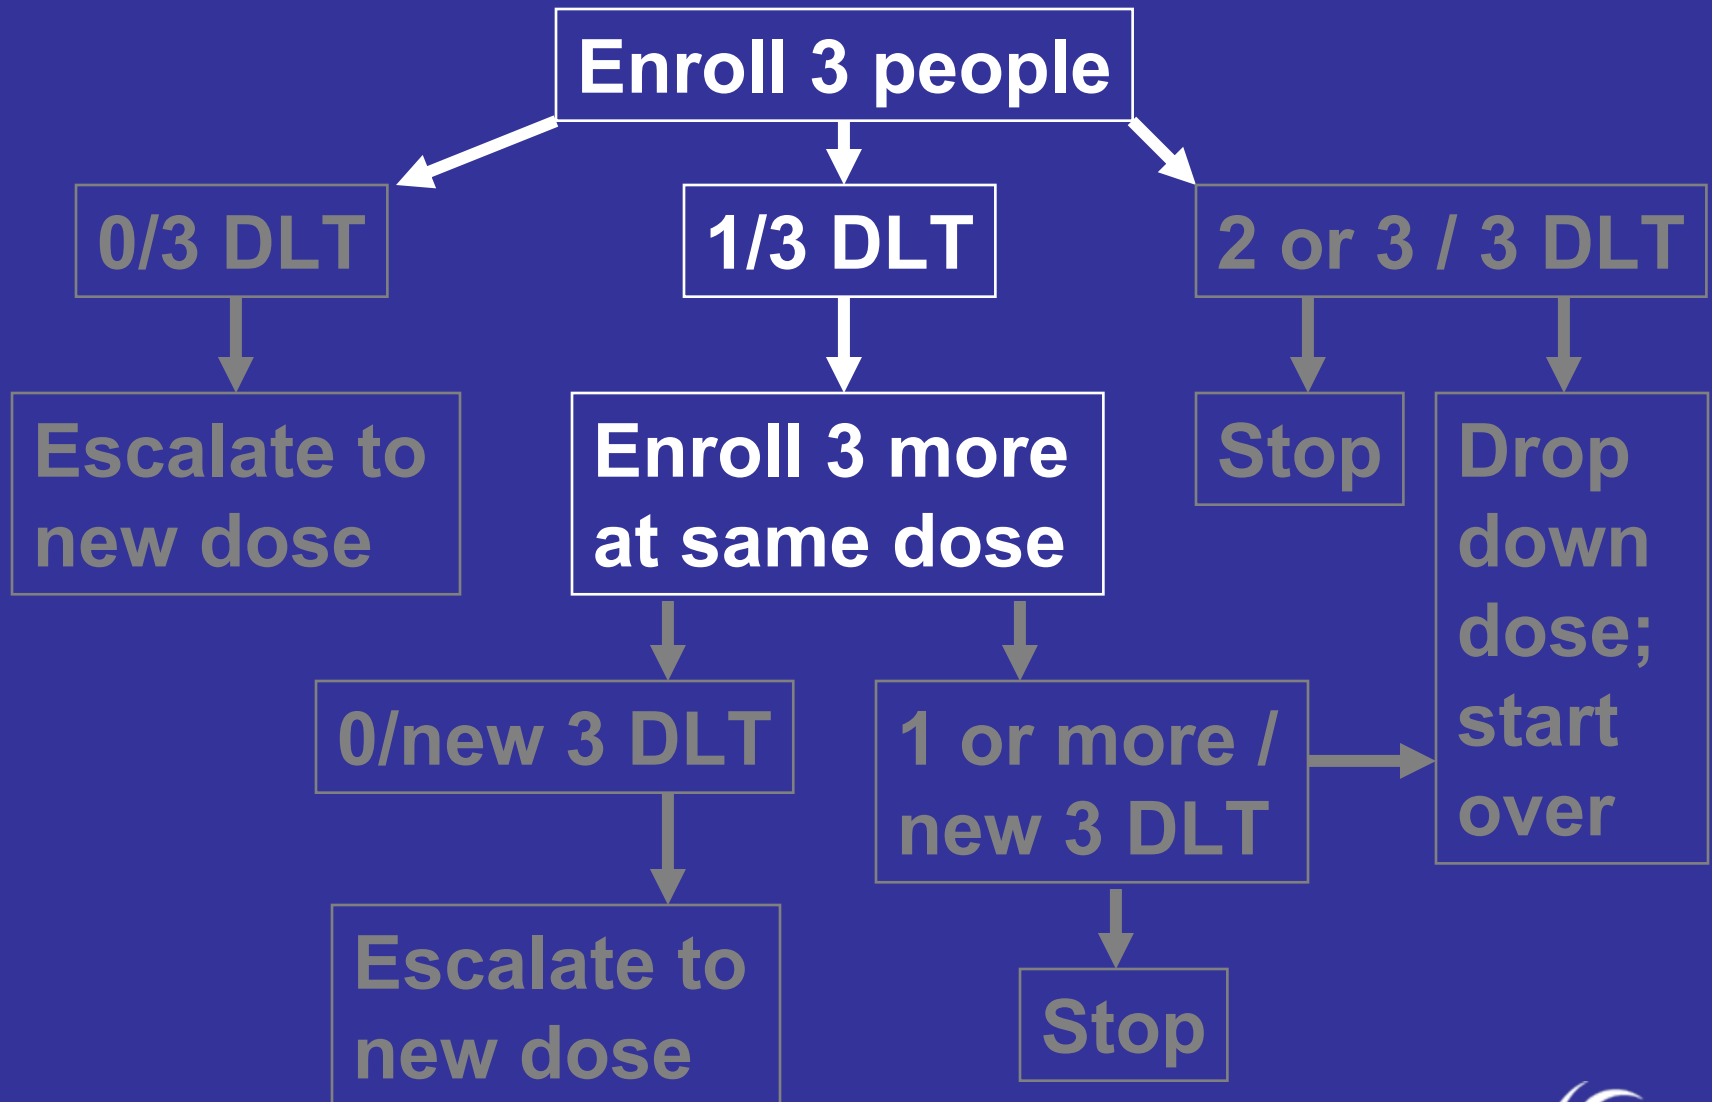 Enroll 3 people
0/3 DLT
1/3 DLT
2 or 3 / 3 DLT
Escalate to
new dose
Enroll 3 more
at same dose
Stop
Drop
down
dose;
start
over
0/new 3 DLT
1 or more /
new 3 DLT
Escalate to
new dose
Stop